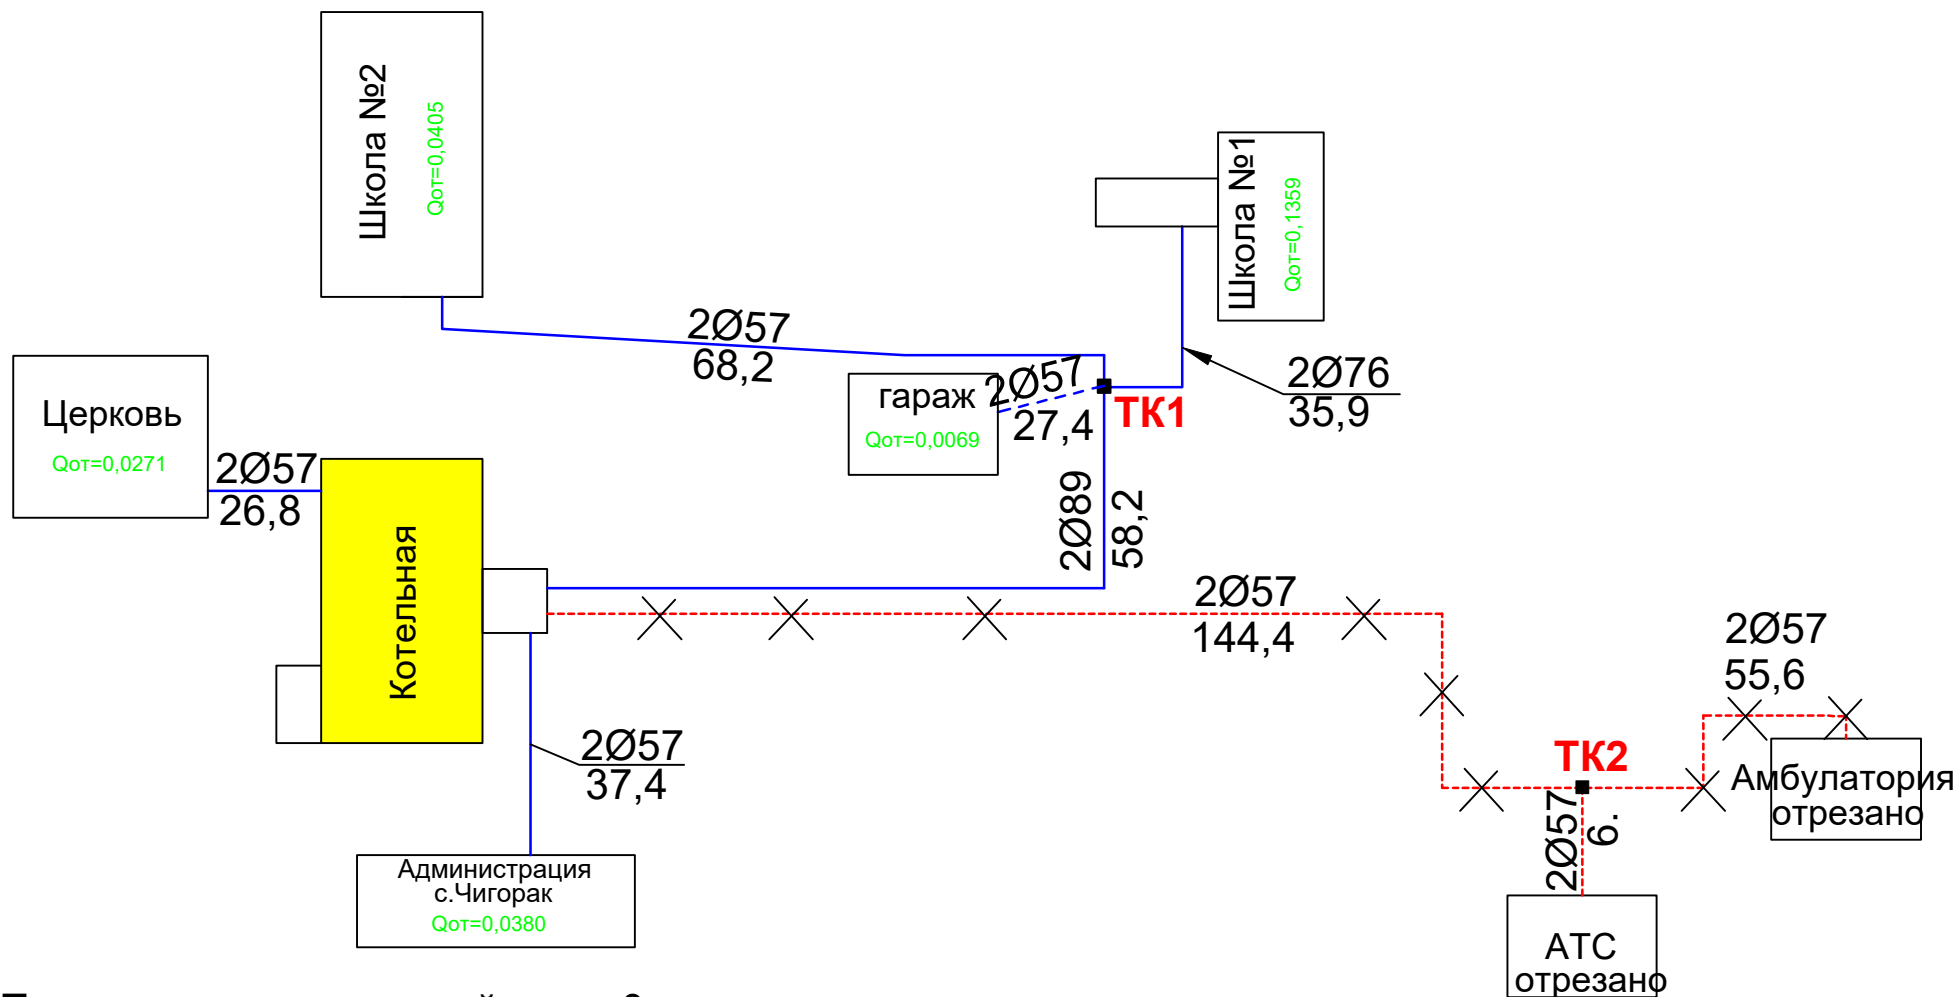 Школа №2
Qот=0,0405
Школа №1
Qот=0,1359
2Ø57
68,2
2Ø76
35,9
Церковь
Qот=0,0271
2Ø57
26,8
гараж
Qот=0,0069
2Ø57
27,4
ТК1
2Ø89
58,2
Котельная
2Ø57
144,4
2Ø57
55,6
2Ø57
37,4
ТК2
Амбулатория
отрезано
2Ø57
6.
Администрация
с.Чигорак
Qот=0,0380
АТС
отрезано